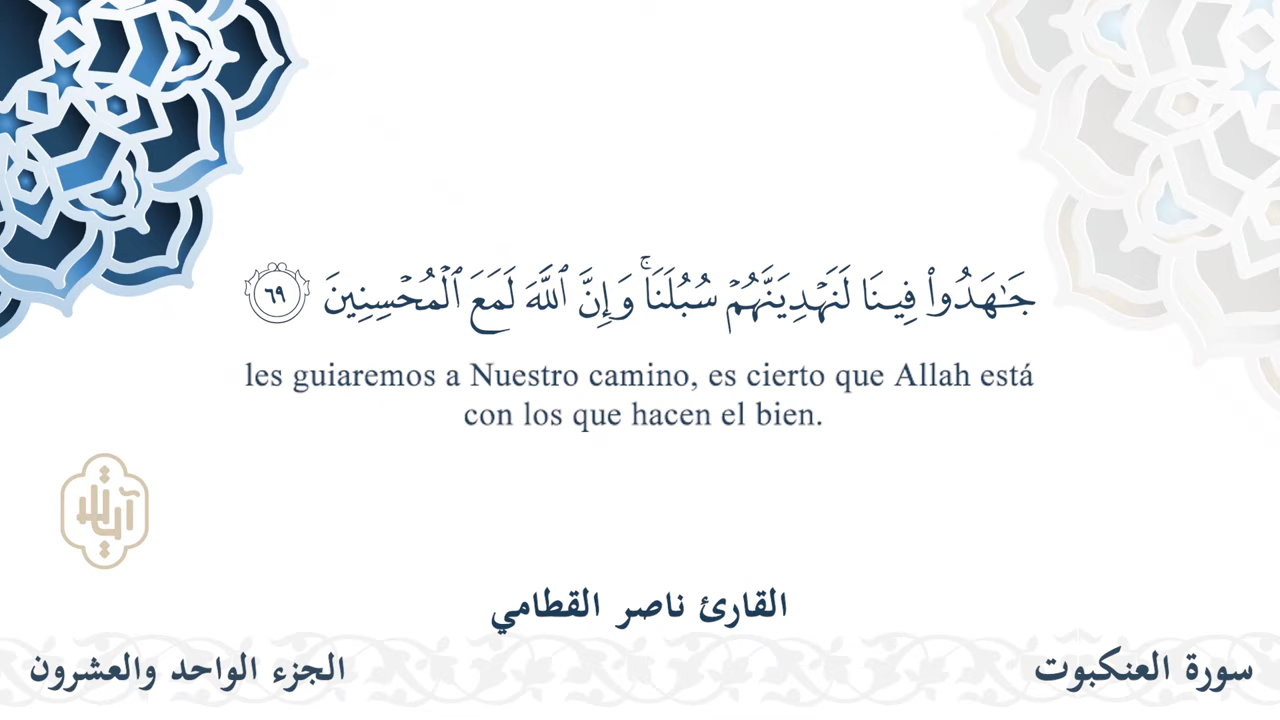 جَٰهَدُوا۟ فِينَا لَنَهْدِيَنَّهُمْ سُبُلَنَا ۚ وَإِنَّ ٱللَّهَ لَمَعَ ٱلْمُحْسِنِينَ ٦٩
les guiaremos a Nuestro camino, es cierto que Allah está
con los que hacen el bien.
القارئ ناصر القطامي
سورة العنكبوت
الجزء الواحد والعشرون